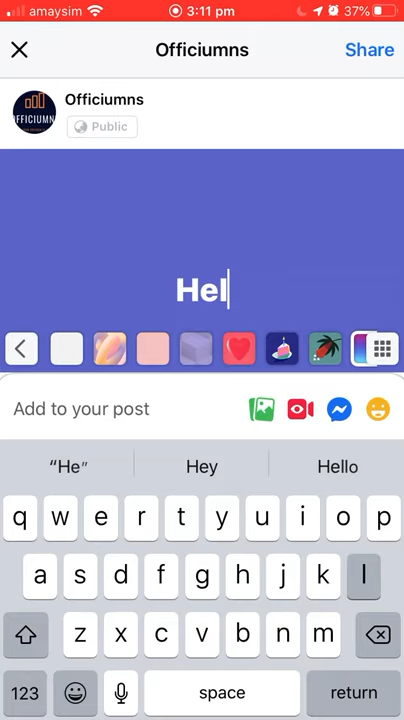 amaysim 3:11 pm 37%
Officiumns Share
OFFICIUMN
Officiumns
Public
Hel
Add to your post
“He” Hey Hello
q w e r t y u i o p
a s d f g h j k l
z x c v b n m
123 space return